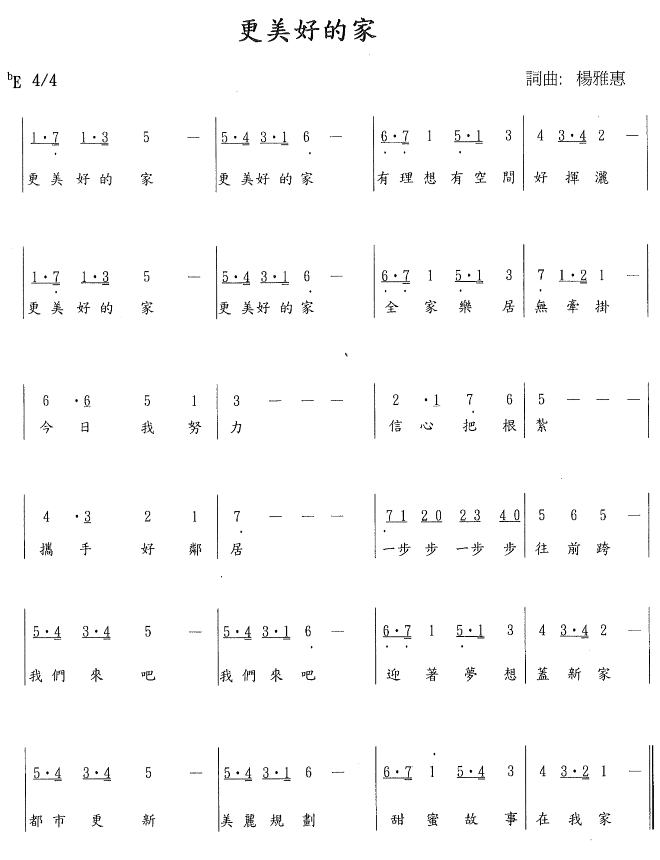 更美好的家
ᵇE 4/4 詞曲: 楊雅惠
1·7 1·3 5 — 5·4 3·1 6 — 6·7 1 5·1 3 4 3·4 2 —
更美好的 家 更美好的 家 有理想有空間 好揮灑
1·7 1·3 5 — 5·4 3·1 6 — 6·7 1 5·1 3 7 1·2 1 —
更美好的 家 更美好的家 全家樂居 無牽掛
6 ·6 5 1 3 — — — 2 ·1 7 6 5 — — —
今日我努 力 信心把根 紮
4 ·3 2 1 7 — — — 71 20 23 40 5 6 5 —
攜手好鄰 居 一步步一步步 往前跨
5·4 3·4 5 — 5·4 3·1 6 — 6·7 1 5·1 3 4 3·4 2 —
我們來吧 我們來吧 迎著夢想 蓋新家
5·4 3·4 5 — 5·4 3·1 6 — 6·7 1 5·4 3 4 3·2 1 —
都市更新 美麗規劃 甜蜜故事 在我家